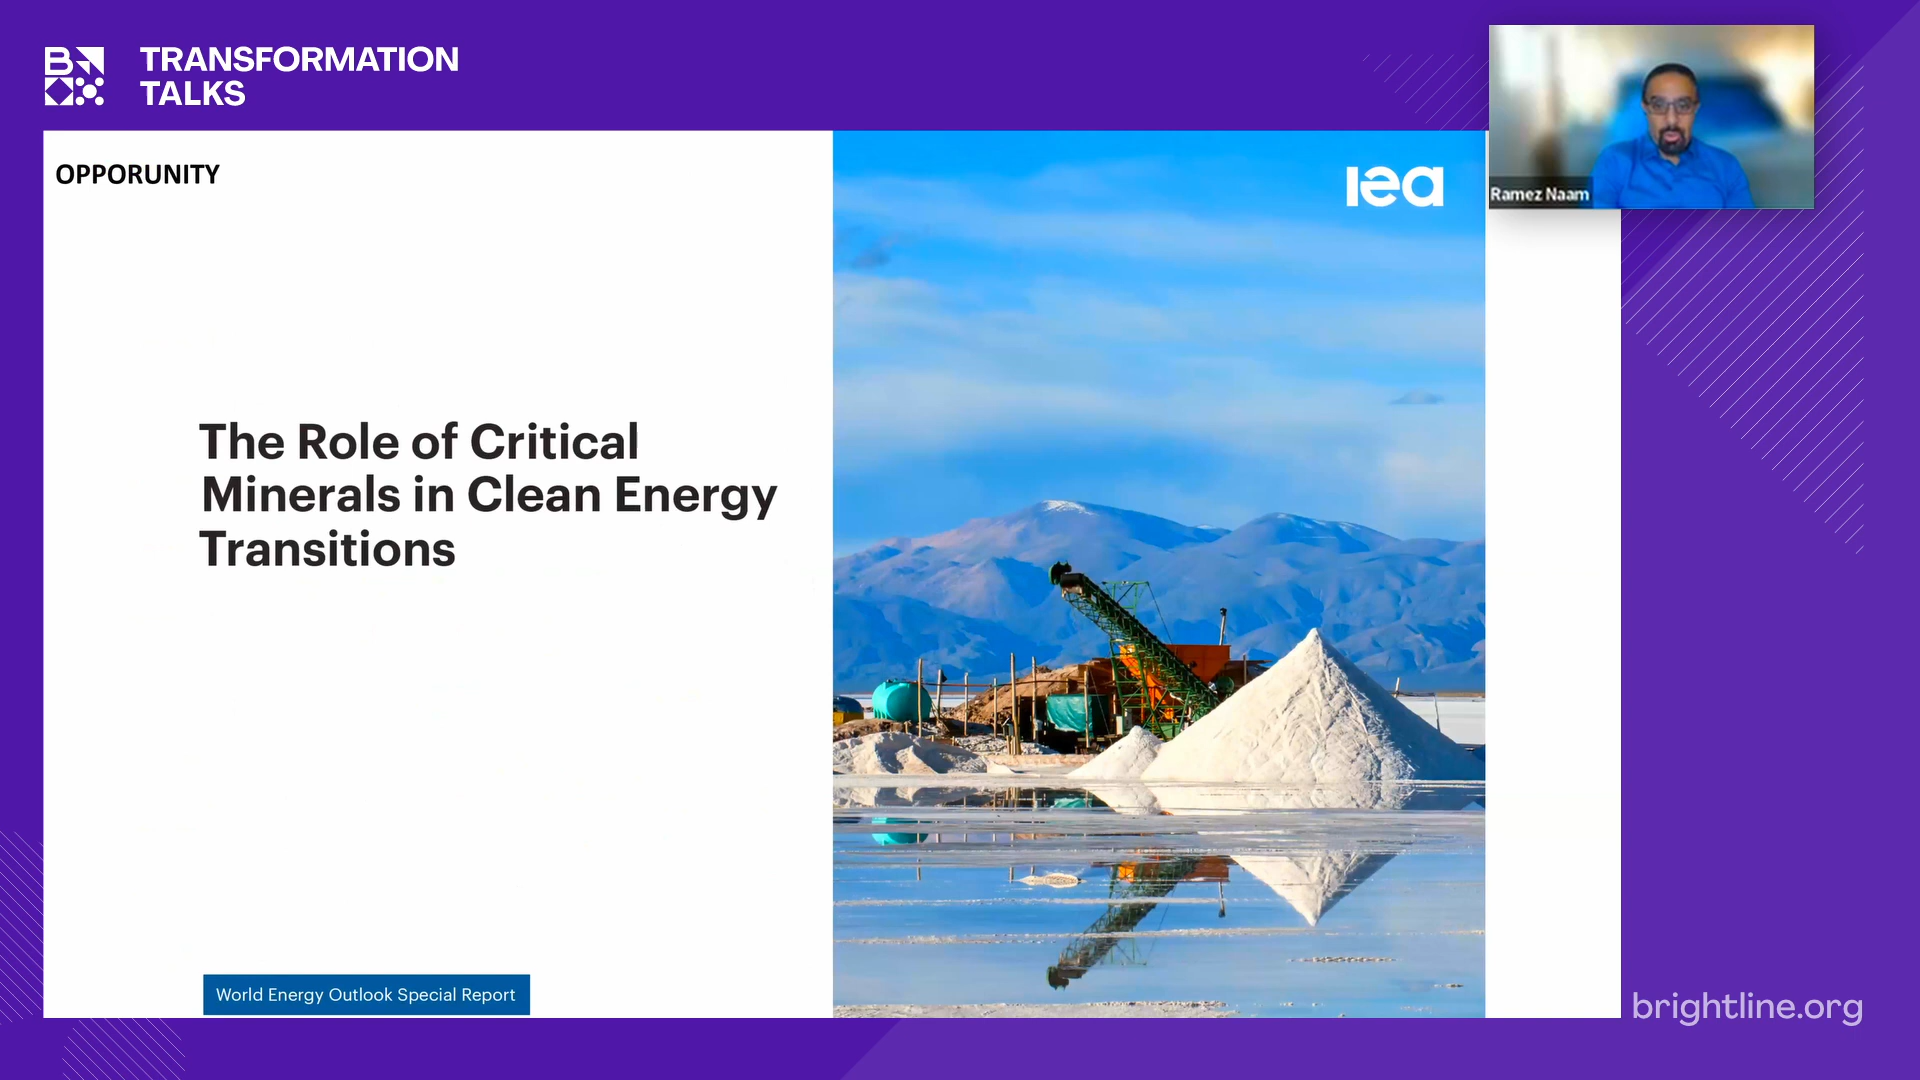 TRANSFORMATION
TALKS
OPPORUNITY
iea
Ramez Naam
The Role of Critical
Minerals in Clean Energy
Transitions
World Energy Outlook Special Report
brightline.org